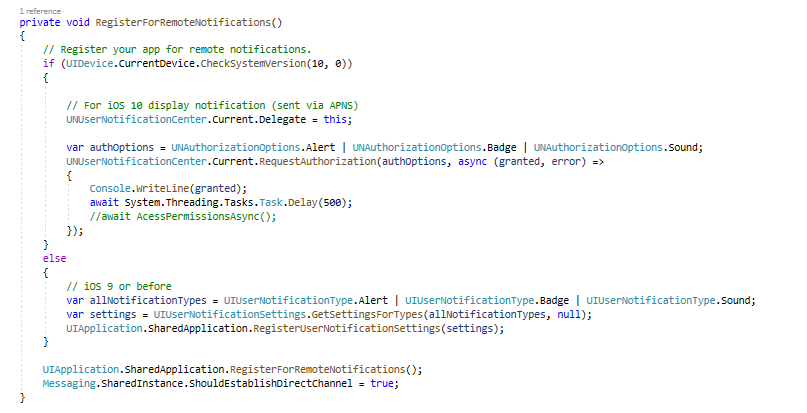 1 reference
private void RegisterForRemoteNotifications()
{
// Register your app for remote notifications.
if (UIDevice.CurrentDevice.CheckSystemVersion(10, 0))
{
// For iOS 10 display notification (sent via APNS)
UNUserNotificationCenter.Current.Delegate = this;
var authOptions = UNAuthorizationOptions.Alert | UNAuthorizationOptions.Badge | UNAuthorizationOptions.Sound;
UNUserNotificationCenter.Current.RequestAuthorization(authOptions, async (granted, error) =>
{
Console.WriteLine(granted);
await System.Threading.Tasks.Task.Delay(500);
//await AcessPermissionsAsync();
});
}
else
{
// iOS 9 or before
var allNotificationTypes = UIUserNotificationType.Alert | UIUserNotificationType.Badge | UIUserNotificationType.Sound;
var settings = UIUserNotificationSettings.GetSettingsForTypes(allNotificationTypes, null);
UIApplication.SharedApplication.RegisterUserNotificationSettings(settings);
}
UIApplication.SharedApplication.RegisterForRemoteNotifications();
Messaging.SharedInstance.ShouldEstablishDirectChannel = true;
}